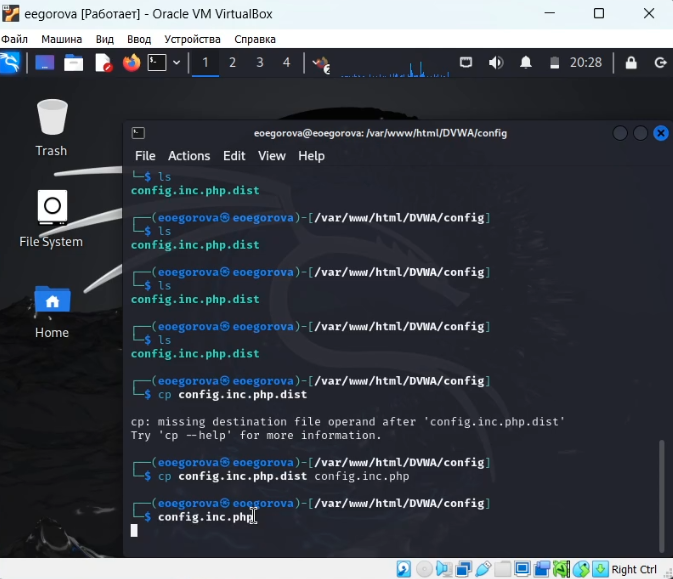 eegorova [Работает] - Oracle VM VirtualBox
Файл Машина Вид Ввод Устройства Справка
1 2 3 4 20:28
eoegorova@eoegorova: /var/www/html/DVWA/config
File Actions Edit View Help
└─$ ls
config.inc.php.dist
┌──(eoegorova㉿eoegorova)-[/var/www/html/DVWA/config]
└─$ ls
config.inc.php.dist
┌──(eoegorova㉿eoegorova)-[/var/www/html/DVWA/config]
└─$ ls
config.inc.php.dist
┌──(eoegorova㉿eoegorova)-[/var/www/html/DVWA/config]
└─$ ls
config.inc.php.dist
┌──(eoegorova㉿eoegorova)-[/var/www/html/DVWA/config]
└─$ cp config.inc.php.dist
cp: missing destination file operand after 'config.inc.php.dist'
Try 'cp --help' for more information.
┌──(eoegorova㉿eoegorova)-[/var/www/html/DVWA/config]
└─$ cp config.inc.php.dist config.inc.php
┌──(eoegorova㉿eoegorova)-[/var/www/html/DVWA/config]
└─$ config.inc.php
Trash
File System
Home
Right Ctrl